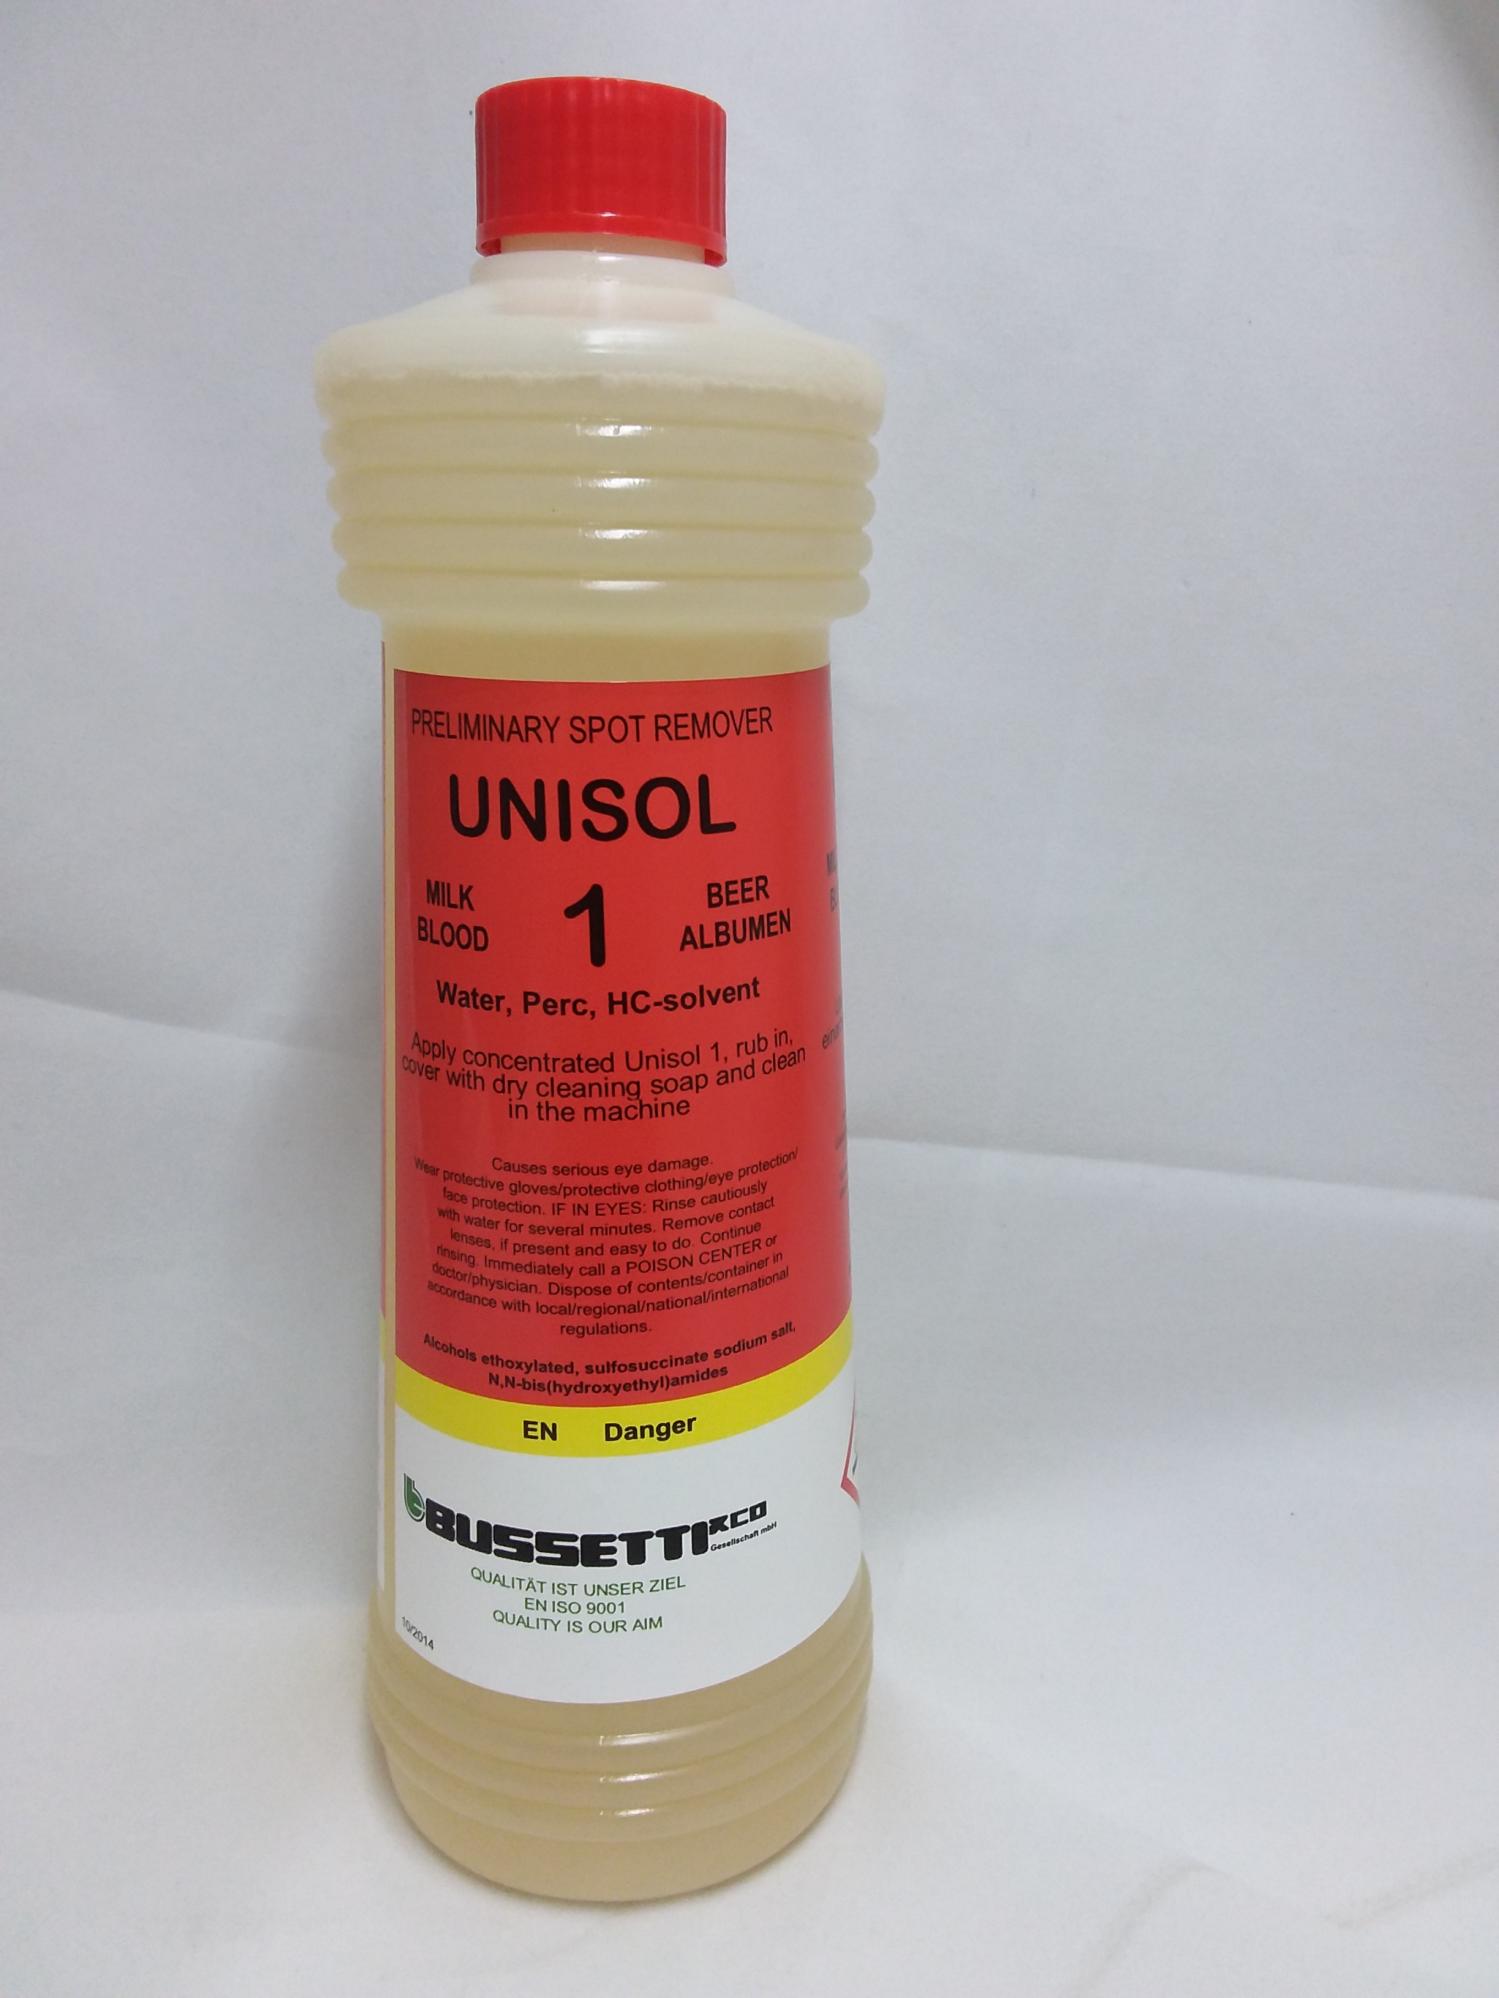 PRELIMINARY SPOT REMOVER
UNISOL
MILK 1 BEER
BLOOD ALBUMEN
Water, Perc, HC-solvent
Apply concentrated Unisol 1, rub in,
cover with dry cleaning soap and clean
in the machine
Causes serious eye damage.
Wear protective gloves/protective clothing/eye protection/
face protection. IF IN EYES: Rinse cautiously
with water for several minutes. Remove contact
lenses, if present and easy to do. Continue
rinsing. Immediately call a POISON CENTER or
doctor/physician. Dispose of contents/container in
accordance with local/regional/national/international
regulations.
Alcohols ethoxylated, sulfosuccinate sodium salt,
N,N-bis(hydroxyethyl)amides
EN Danger
BUSSETTI &CO
Gesellschaft mbH
QUALITÄT IST UNSER ZIEL
EN ISO 9001
QUALITY IS OUR AIM
10/2014